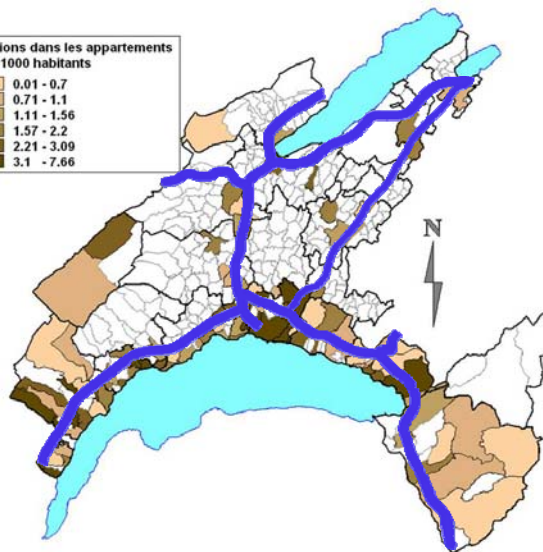 ions dans les appartements
1000 habitants
0.01 - 0.7
0.71 - 1.1
1.11 - 1.56
1.57 - 2.2
2.21 - 3.09
3.1 - 7.66
N